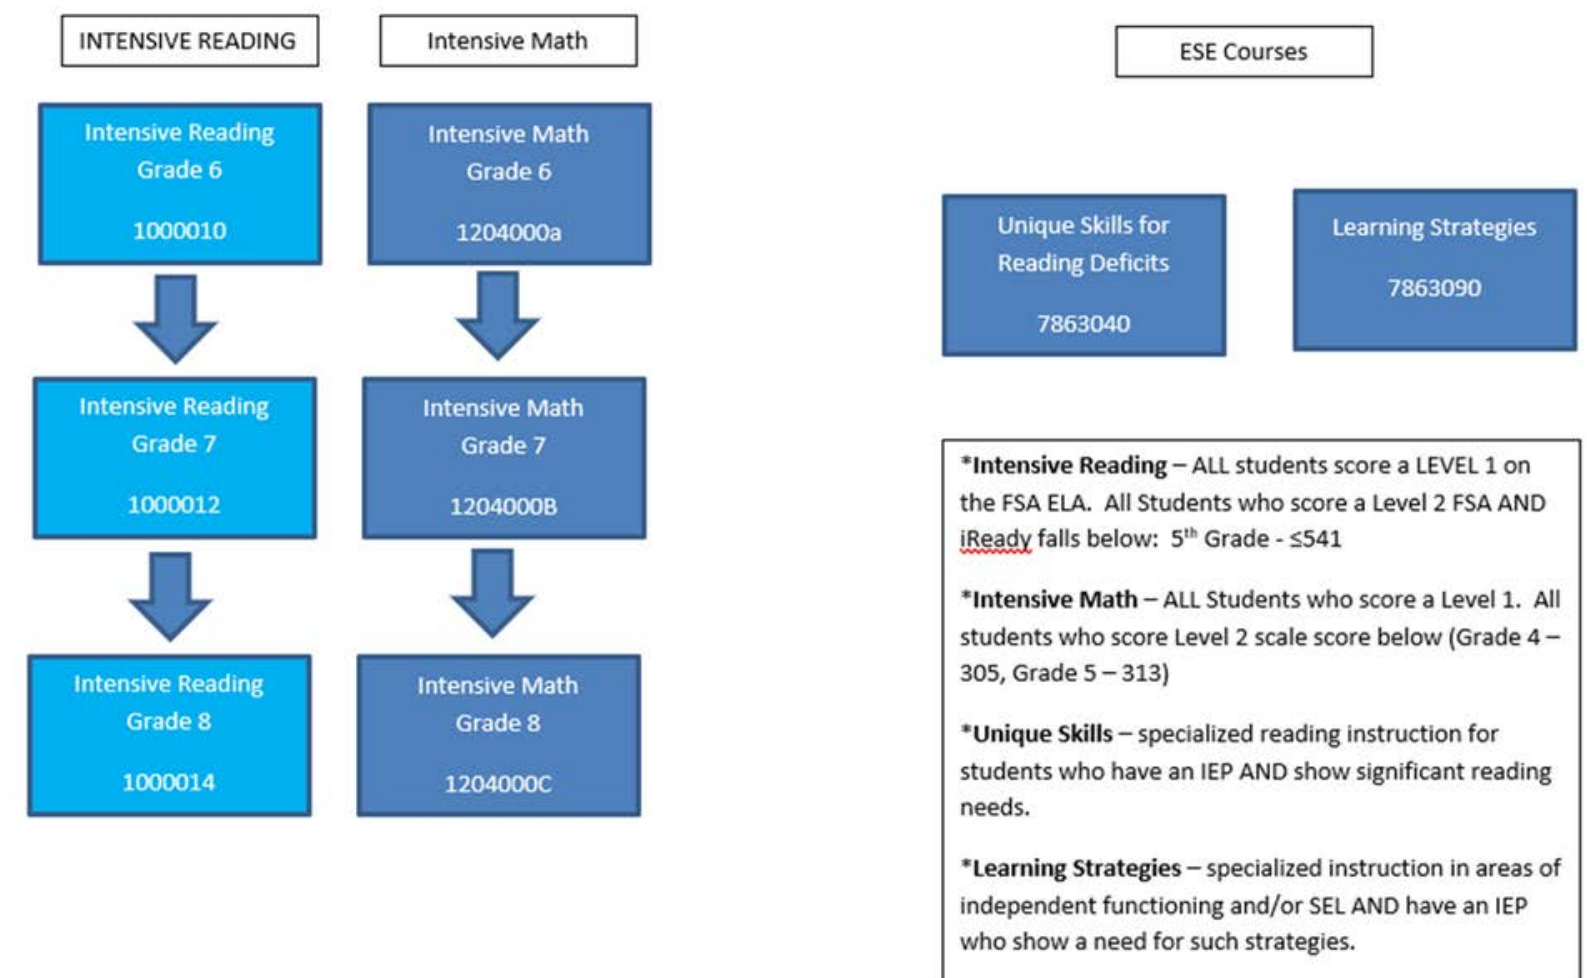 INTENSIVE READING
Intensive Reading
Grade 6
1000010
Intensive Reading
Grade 7
1000012
Intensive Reading
Grade 8
1000014
Intensive Math
Intensive Math
Grade 6
1204000a
Intensive Math
Grade 7
1204000B
Intensive Math
Grade 8
1204000C
ESE Courses
Unique Skills for
Reading Deficits
7863040
Learning Strategies
7863090
*Intensive Reading – ALL students score a LEVEL 1 on
the FSA ELA.  All Students who score a Level 2 FSA AND
iReady falls below:  5th Grade - ≤541
*Intensive Math – ALL Students who score a Level 1.  All
students who score Level 2 scale score below (Grade 4 –
305, Grade 5 – 313)
*Unique Skills – specialized reading instruction for
students who have an IEP AND show significant reading
needs.
*Learning Strategies – specialized instruction in areas of
independent functioning and/or SEL AND have an IEP
who show a need for such strategies.